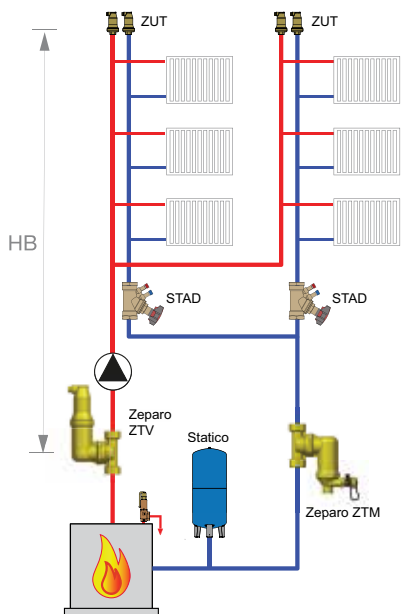 ZUT
ZUT
HB
STAD
STAD
Zeparo
ZTV
Statico
Zeparo ZTM